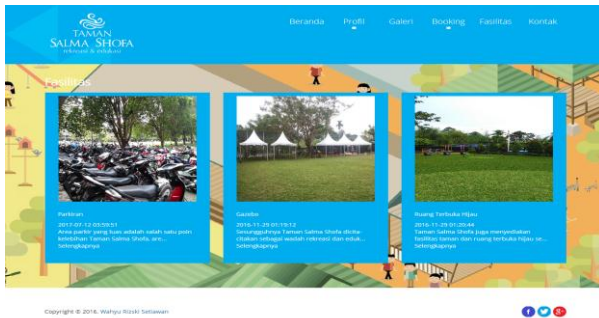 TAMAN
SALMA SHOFA
rekreasi & edukasi
Beranda Profil Galeri Booking Fasilitas Kontak
Fasilitas
Parkiran
2017-07-12 03:59:51
Area parkir yang luas adalah salah satu poin
kelebihan Taman Salma Shofa, are...
Selengkapnya
Gazebo
2016-11-29 01:19:12
Sesungguhnya Taman Salma Shofa dicita-
citakan sebagai wadah rekreasi dan eduk...
Selengkapnya
Ruang Terbuka Hijau
2016-11-29 01:20:44
Taman Salma Shofa juga menyediakan
fasilitas taman dan ruang terbuka hijau se...
Selengkapnya
Copyright © 2016. Wahyu Rizski Setiawan